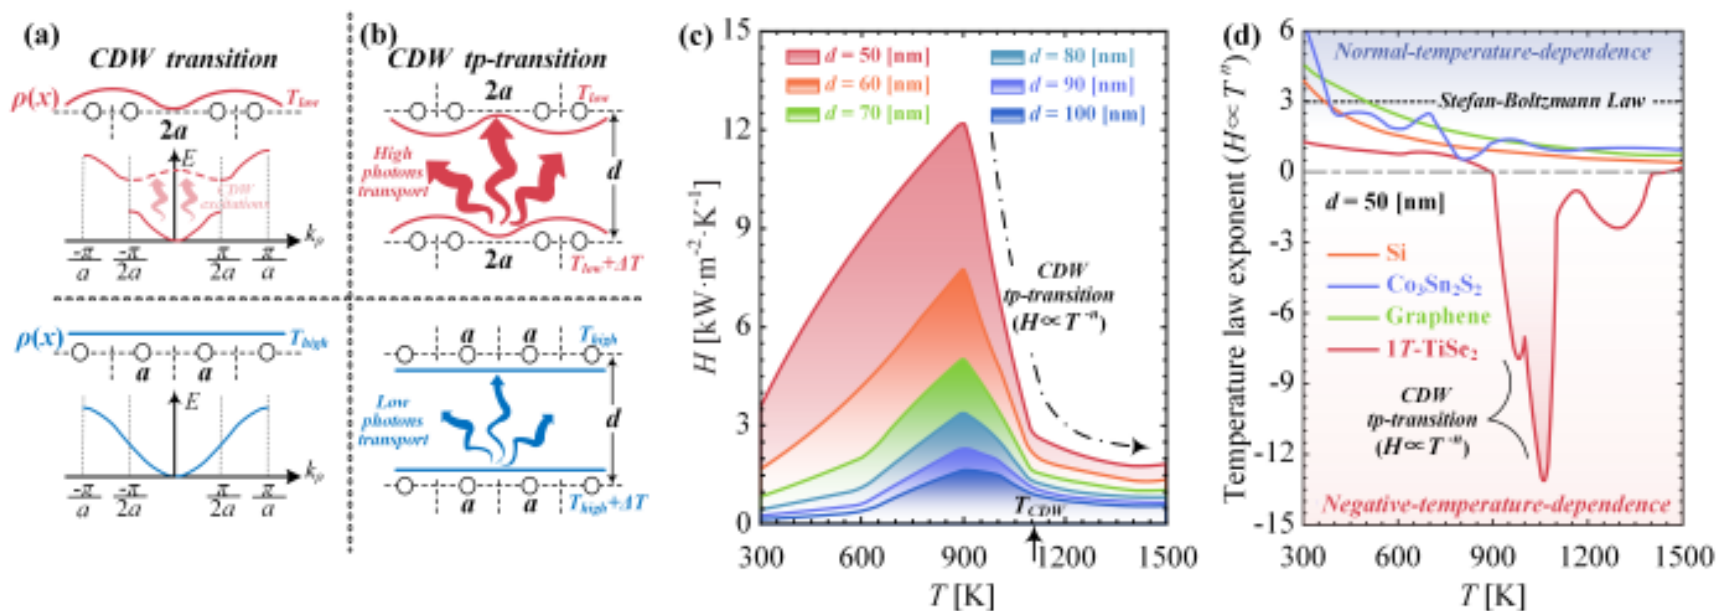 (a)
CDW transition
ρ(x)
T_low
2a
E
CDW
excitations
k_ρ
-π/a
-π/2a
π/2a
π/a
ρ(x)
T_high
a a
E
k_ρ
-π/a
-π/2a
π/2a
π/a
(b)
CDW tp-transition
2a
T_low
High
photons
transport
d
2a
T_low+ΔT
a a
T_high
Low
photons
transport
d
a a
T_high+ΔT
(c)
H [kW·m⁻²·K⁻¹]
15
12
9
6
3
0
d = 50 [nm]
d = 60 [nm]
d = 70 [nm]
d = 80 [nm]
d = 90 [nm]
d = 100 [nm]
CDW
tp-transition
(H∝T⁻ⁿ)
T_CDW
300 600 900 1200 1500
T [K]
(d)
Temperature law exponent (H∝Tⁿ)
6
3
0
-3
-6
-9
-12
-15
Normal-temperature-dependence
Stefan-Boltzmann Law
d = 50 [nm]
Si
Co₃Sn₂S₂
Graphene
1T-TiSe₂
CDW
tp-transition
(H∝T⁻ⁿ)
Negative-temperature-dependence
300 600 900 1200 1500
T [K]